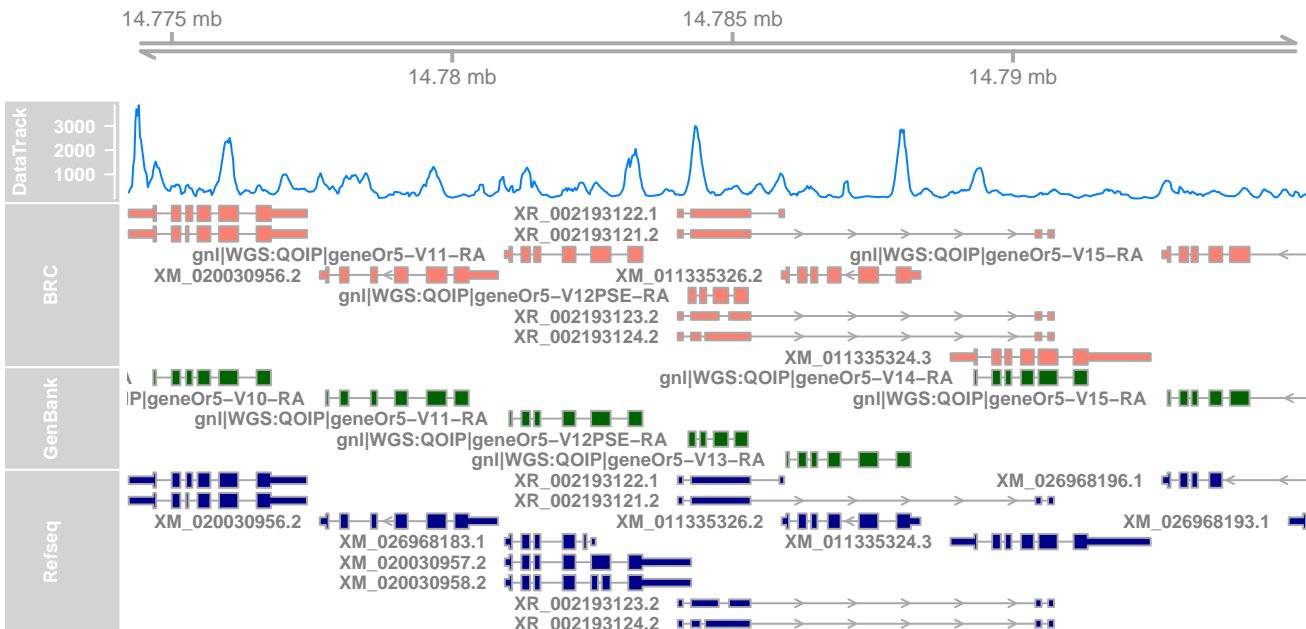 14.775 mb
14.785 mb
14.78 mb
14.79 mb
DataTrack
3000
2000
1000
BRC
XR_002193122.1
XR_002193121.2
gnl|WGS:QOIP|geneOr5−V11−RA
gnl|WGS:QOIP|geneOr5−V15−RA
XM_020030956.2
XM_011335326.2
gnl|WGS:QOIP|geneOr5−V12PSE−RA
XR_002193123.2
XR_002193124.2
XM_011335324.3
GenBank
gnl|WGS:QOIP|geneOr5−V14−RA
IP|geneOr5−V10−RA
gnl|WGS:QOIP|geneOr5−V15−RA
gnl|WGS:QOIP|geneOr5−V11−RA
gnl|WGS:QOIP|geneOr5−V12PSE−RA
gnl|WGS:QOIP|geneOr5−V13−RA
Refseq
XR_002193122.1
XM_026968196.1
XR_002193121.2
XM_020030956.2
XM_011335326.2
XM_026968193.1
XM_026968183.1
XM_011335324.3
XM_020030957.2
XM_020030958.2
XR_002193123.2
XR_002193124.2